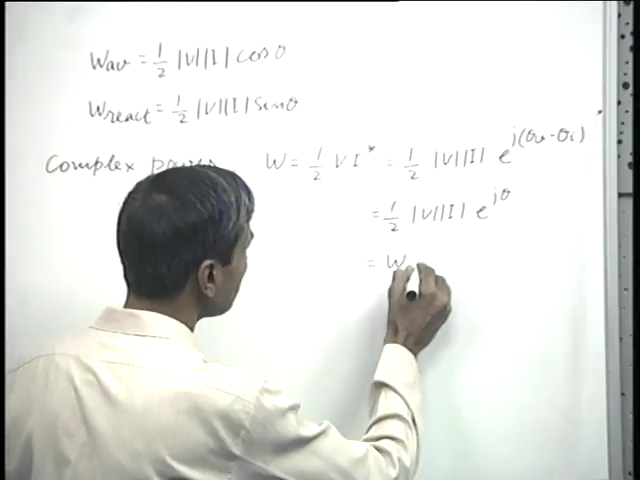 Wav = 1/2 |V||I| cos θ
Wreact = 1/2 |V||I| sin θ
Complex power W = 1/2 V I* = 1/2 |V||I| e^j(θv - θi)
= 1/2 |V||I| e^jθ
= W